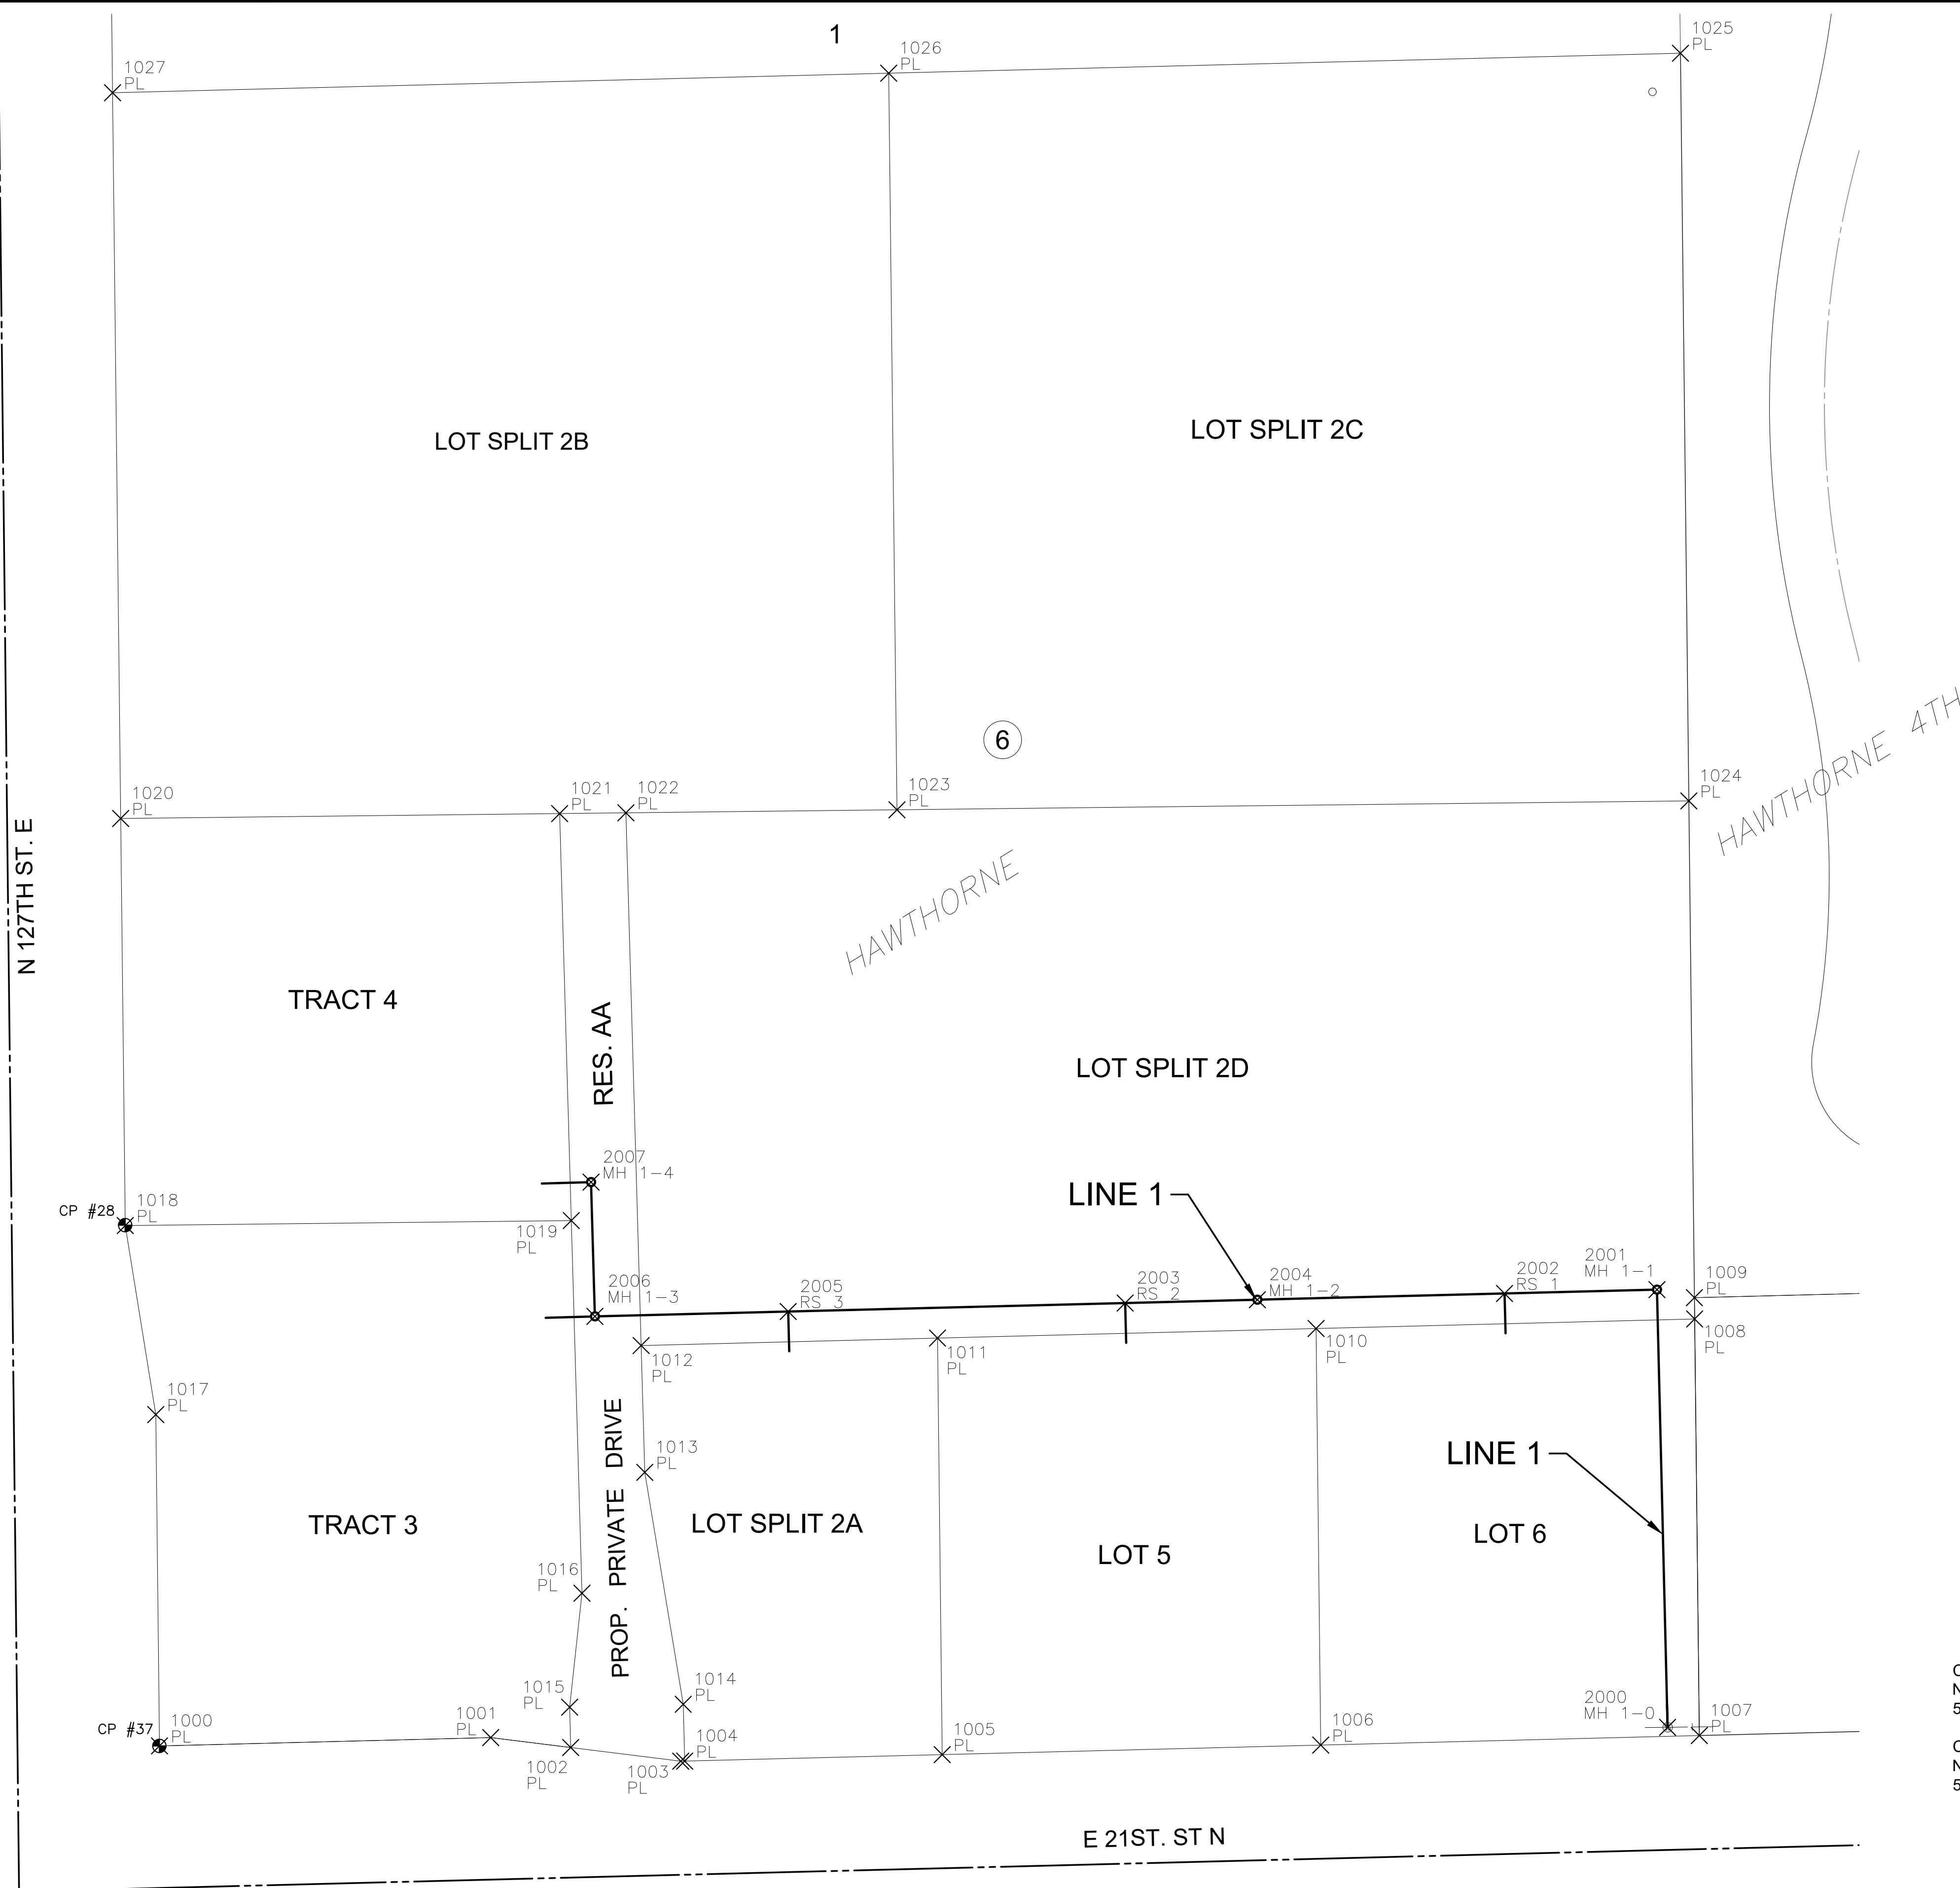 1
1025
PL
1026
PL
1027
PL
LOT SPLIT 2B
LOT SPLIT 2C
HAWTHORNE 4TH
6
1020
PL
1021
PL
1022
PL
1023
PL
1024
PL
N 127TH ST. E
HAWTHORNE
TRACT 4
RES. AA
LOT SPLIT 2D
2007
MH 1-4
LINE 1
CP #28
1018
PL
1019
PL
2006
MH 1-3
2005
RS 3
2003
RS 2
2004
MH 1-2
2002
RS 1
2001
MH 1-1
1009
PL
1008
PL
1012
PL
1011
PL
1010
PL
1017
PL
1013
PL
PROP. PRIVATE DRIVE
LINE 1
TRACT 3
LOT SPLIT 2A
LOT 5
LOT 6
1016
PL
1015
PL
1014
PL
CP #37
1000
PL
1001
PL
1002
PL
1003
PL
1004
PL
1005
PL
1006
PL
2000
MH 1-0
1007
PL
N
5
N
5
E 21ST. ST N